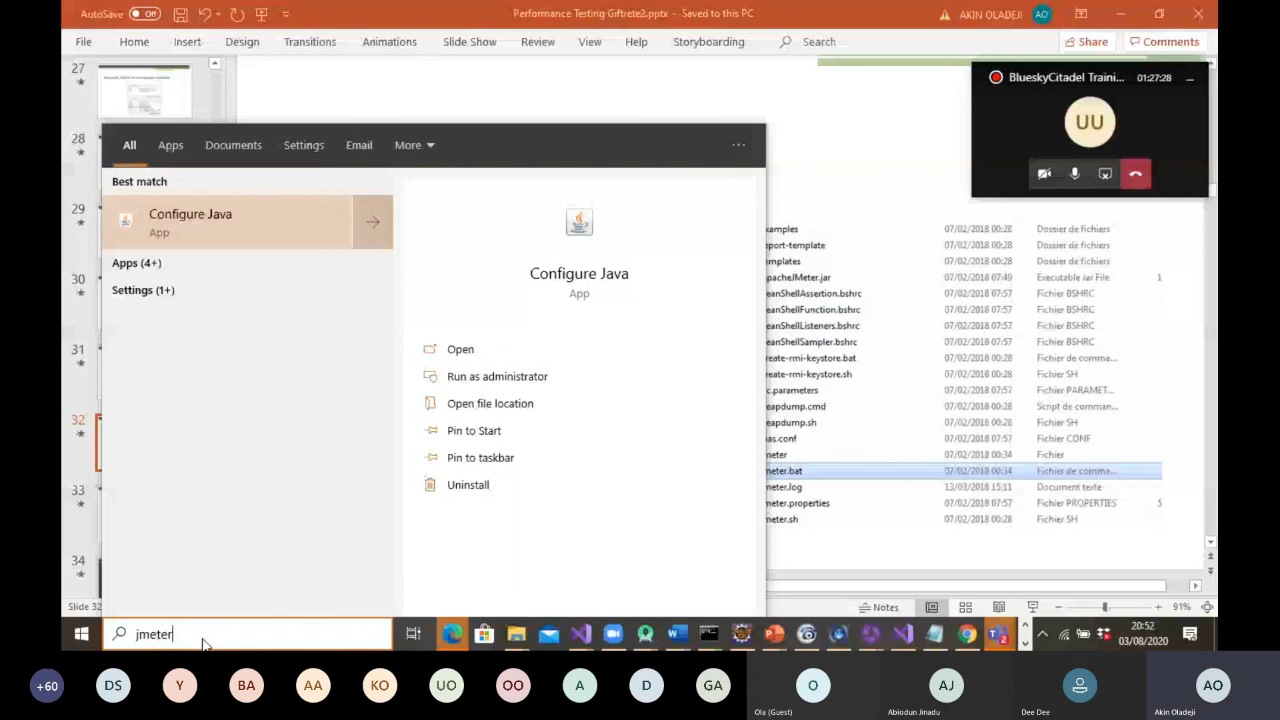 AutoSave Off
Performance Testing Giftrete2.pptx - Saved to this PC
AKIN OLADEJI AO
File Home Insert Design Transitions Animations Slide Show Review View Help Storyboarding Search Share Comments
BlueskyCitadel Traini... 01:27:28
UU
27
28
29
30
31
32
33
34
All Apps Documents Settings Email More
Best match
Configure Java
App
Apps (4+)
Settings (1+)
Configure Java
App
Open
Run as administrator
Open file location
Pin to Start
Pin to taskbar
Uninstall
xamples 07/02/2018 00:28 Dossier de fichiers
eport-template 07/02/2018 00:28 Dossier de fichiers
emplates 07/02/2018 00:28 Dossier de fichiers
pacheJMeter.jar 07/02/2018 07:49 Executable Jar File 1
eanShellAssertion.bshrc 07/02/2018 07:57 Fichier BSHRC
eanShellFunction.bshrc 07/02/2018 07:57 Fichier BSHRC
eanShellListeners.bshrc 07/02/2018 07:57 Fichier BSHRC
eanShellSampler.bshrc 07/02/2018 07:57 Fichier BSHRC
reate-rmi-keystore.bat 07/02/2018 00:28 Fichier de comma...
reate-rmi-keystore.sh 07/02/2018 00:28 Fichier SH
c.parameters 07/02/2018 07:57 Fichier PARAMET...
eapdump.cmd 07/02/2018 00:28 Script de comman...
eapdump.sh 07/02/2018 00:28 Fichier SH
aas.conf 07/02/2018 07:57 Fichier CONF
meter 07/02/2018 00:34 Fichier
meter.bat 07/02/2018 00:34 Fichier de comma...
meter.log 13/03/2018 15:11 Document texte
meter.properties 07/02/2018 07:57 Fichier PROPERTIES 5
meter.sh 07/02/2018 00:28 Fichier SH
Slide 32
Notes 91%
jmeter
20:52
03/08/2020
+60 DS Y BA AA KO UO OO A D GA O AJ AO
Ola (Guest) Abiodun Jinadu Dee Dee Akin Oladeji